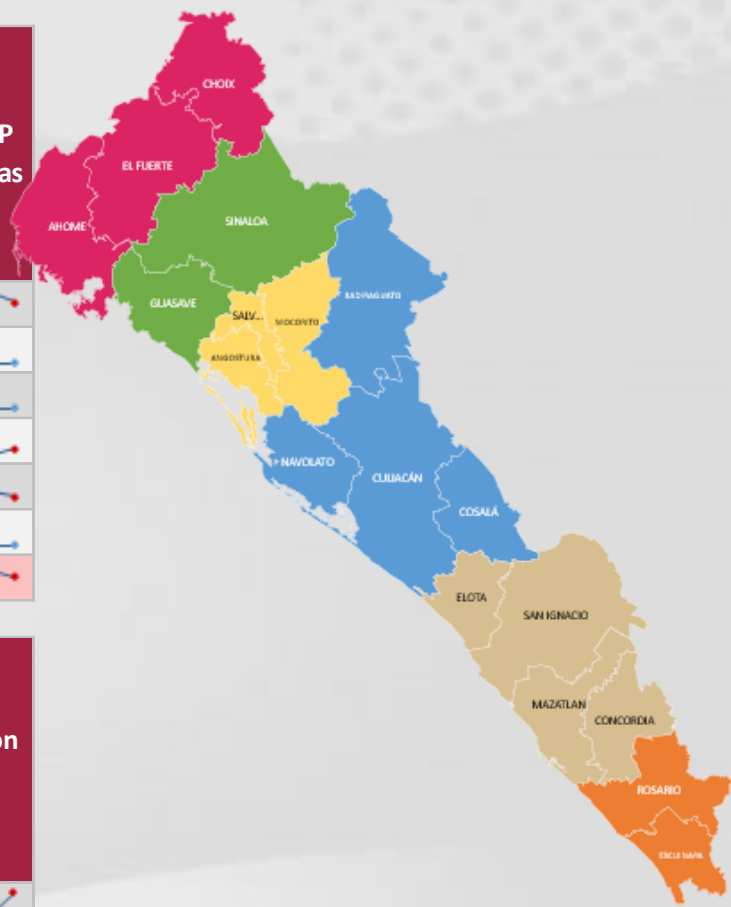 P
as
on
CHOIX
EL FUERTE
AHOME
SINALOA
GUASAVE
SALV...
MOCORITO
BADIRAGUATO
ANGOSTURA
NAVOLATO
CULIACÁN
COSALÁ
ELOTA
SAN IGNACIO
MAZATLAN
CONCORDIA
ROSARIO
ESCUINAPA